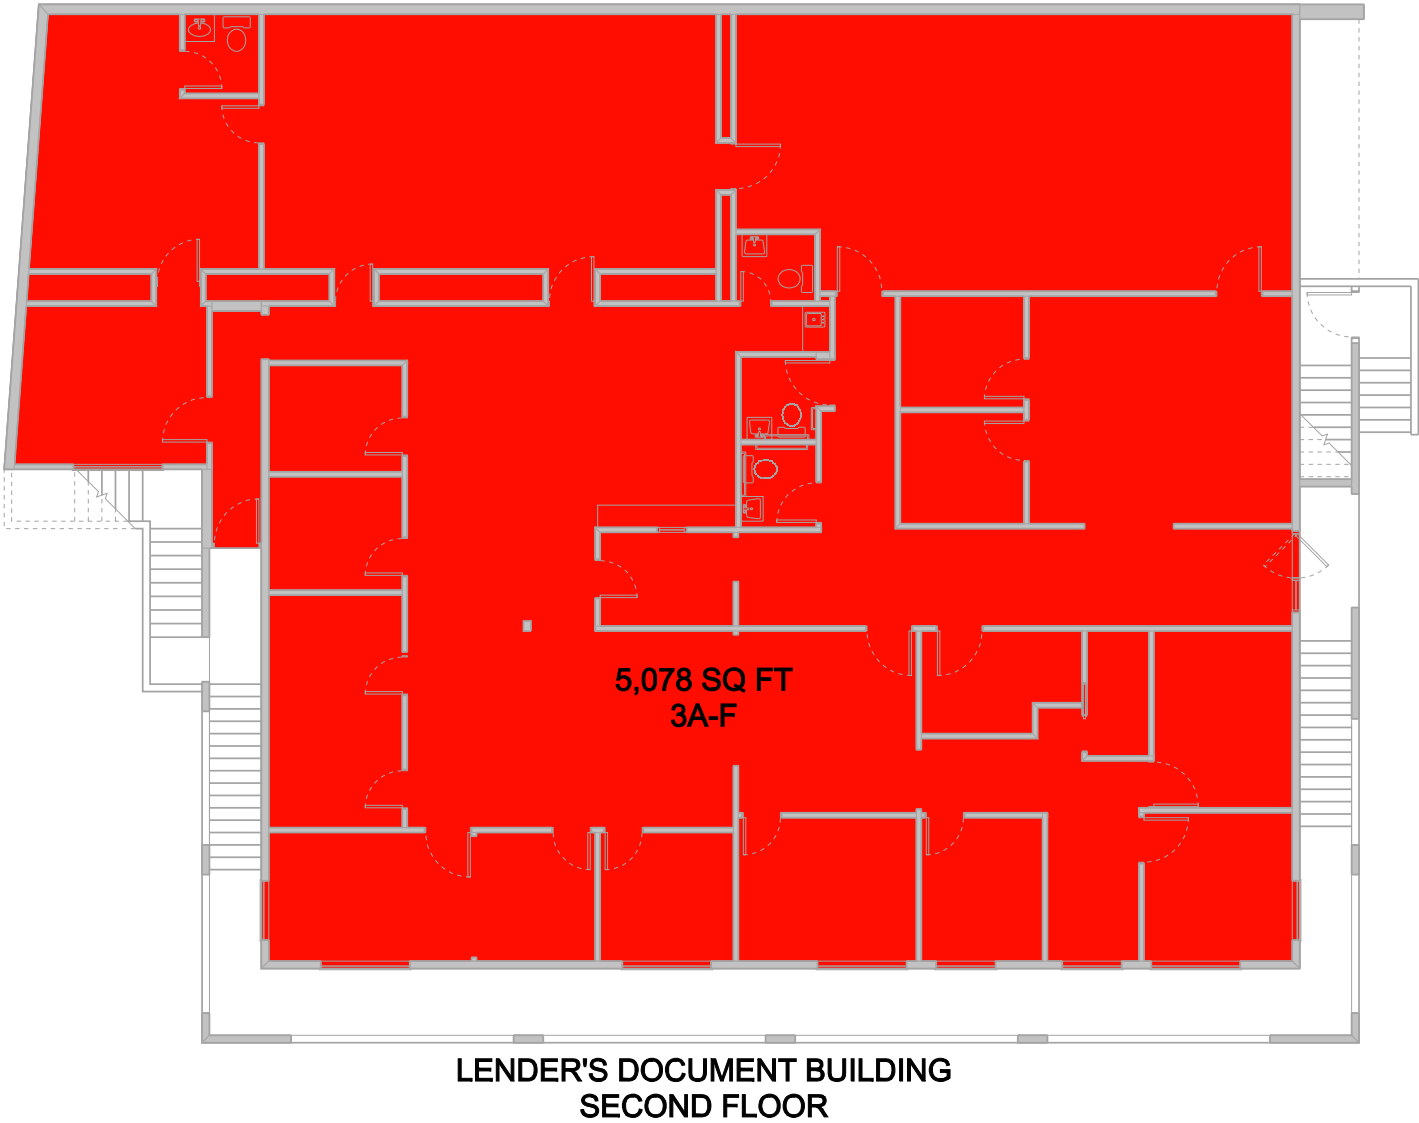 5,078 SQ FT
3A-F
LENDER'S DOCUMENT BUILDING
SECOND FLOOR